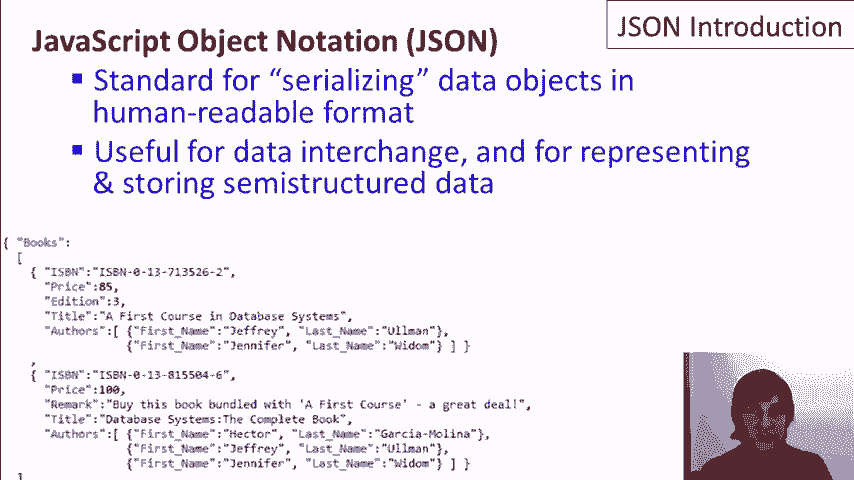 JSON Introduction
JavaScript Object Notation (JSON)
▪ Standard for “serializing” data objects in
human-readable format
▪ Useful for data interchange, and for representing
& storing semistructured data
{ "Books":
[
{ "ISBN":"ISBN-0-13-713526-2",
"Price":85,
"Edition":3,
"Title":"A First Course in Database Systems",
"Authors":[ {"First_Name":"Jeffrey", "Last_Name":"Ullman"},
{"First_Name":"Jennifer", "Last_Name":"Widom"} ] }
,
{ "ISBN":"ISBN-0-13-815504-6",
"Price":100,
"Remark":"Buy this book bundled with 'A First Course' - a great deal!",
"Title":"Database Systems:The Complete Book",
"Authors":[ {"First_Name":"Hector", "Last_Name":"Garcia-Molina"},
{"First_Name":"Jeffrey", "Last_Name":"Ullman"},
{"First_Name":"Jennifer", "Last_Name":"Widom"} ] }
]